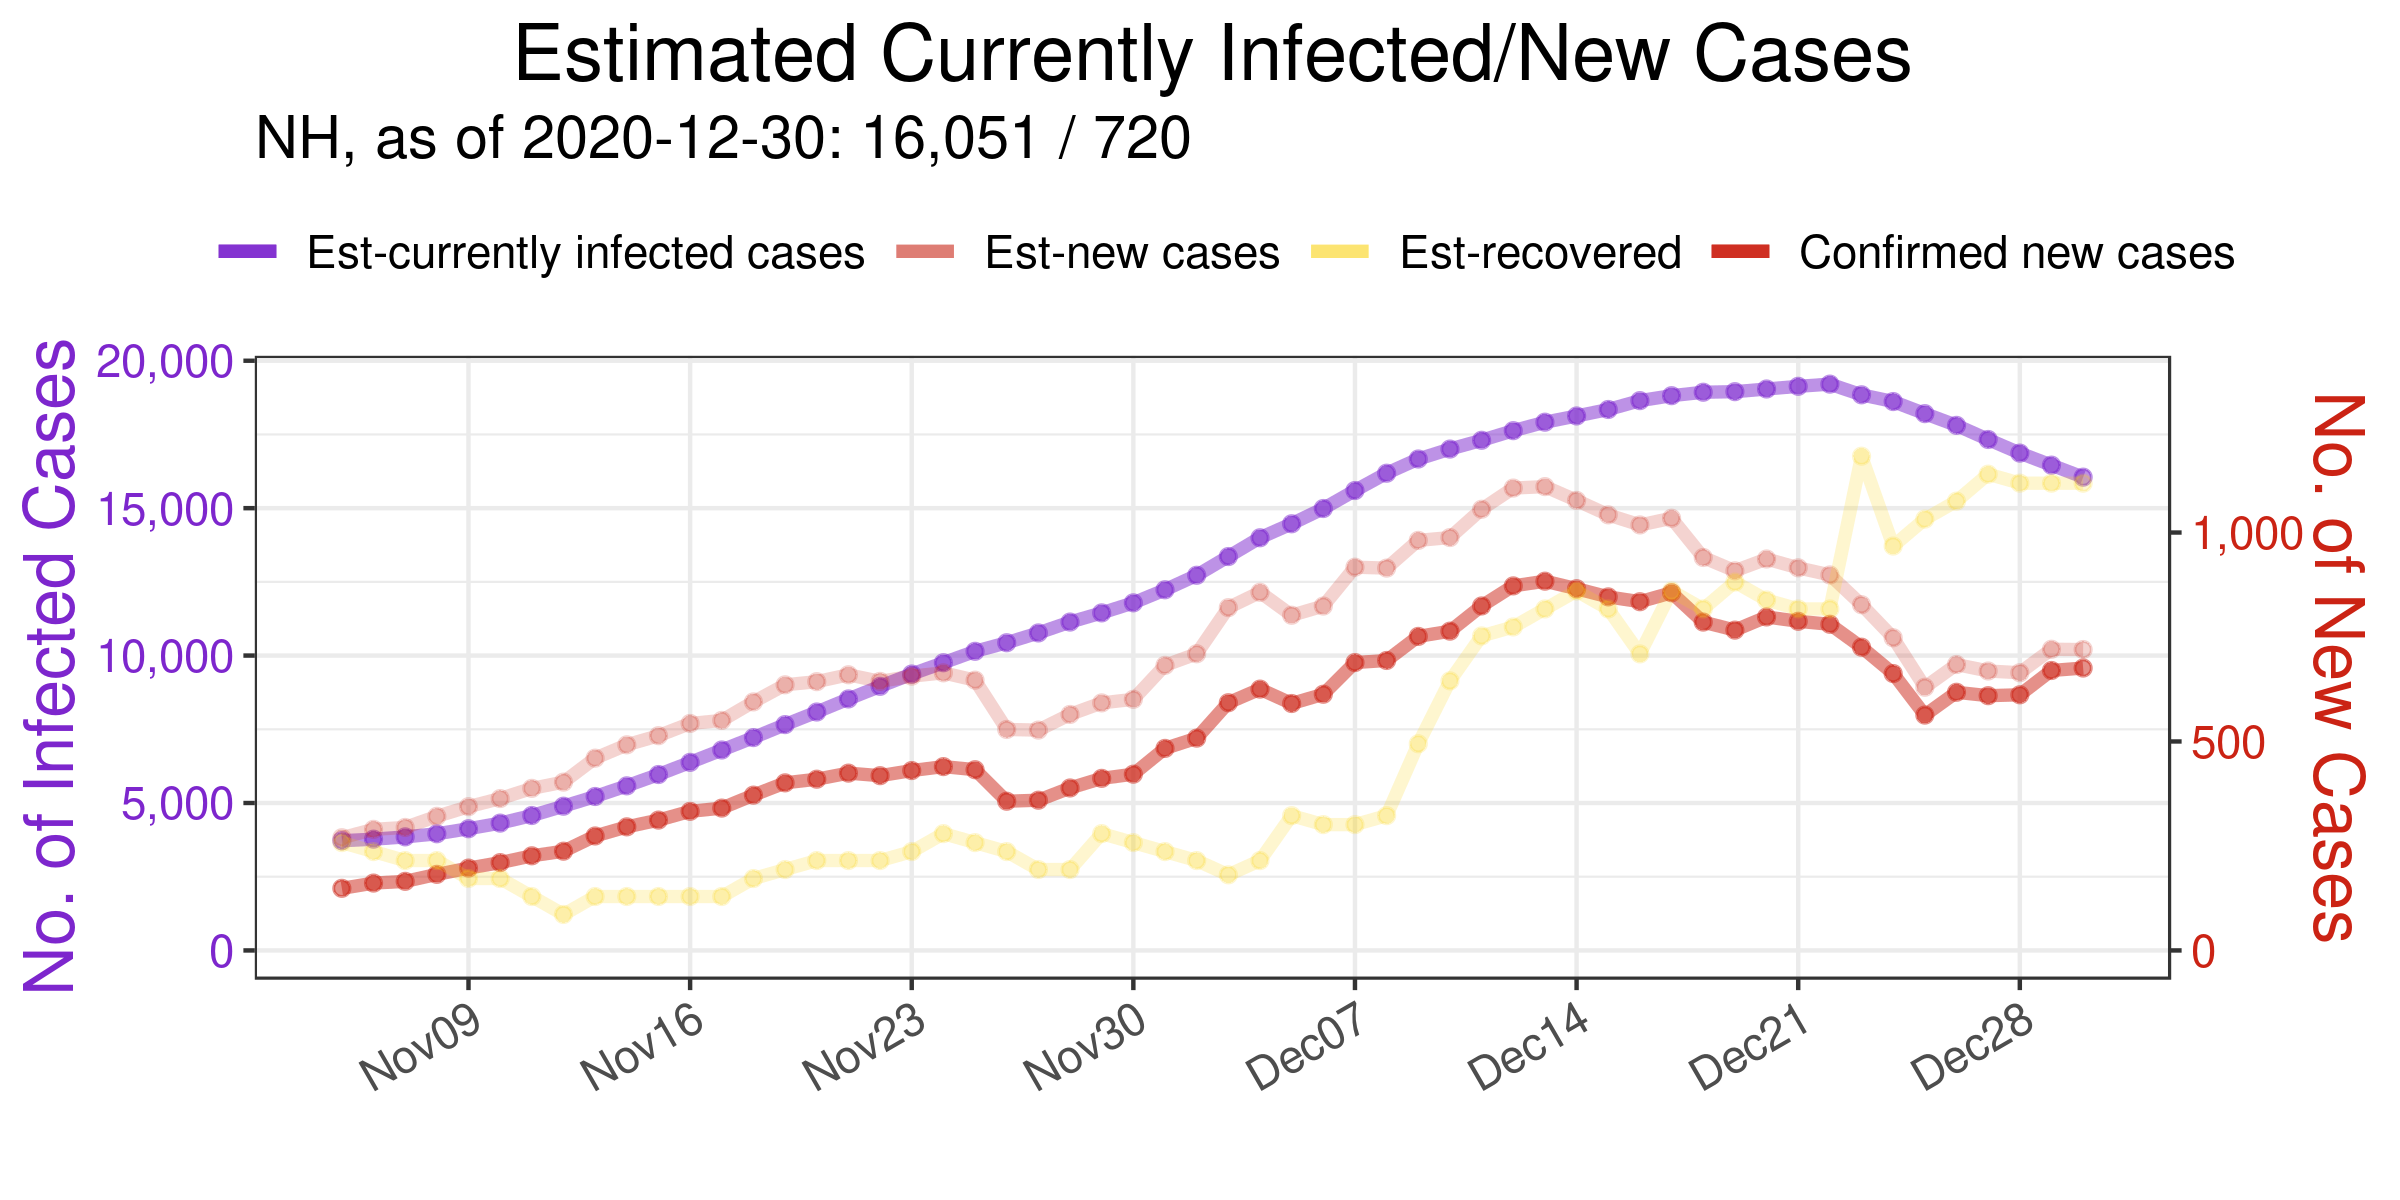 Estimated Currently Infected/New Cases
NH, as of 2020-12-30: 16,051 / 720
Est-currently infected cases Est-new cases Est-recovered Confirmed new cases
No. of Infected Cases
20,000
15,000
10,000
5,000
0
1,000
500
0
No. of New Cases
Nov09 Nov16 Nov23 Nov30 Dec07 Dec14 Dec21 Dec28